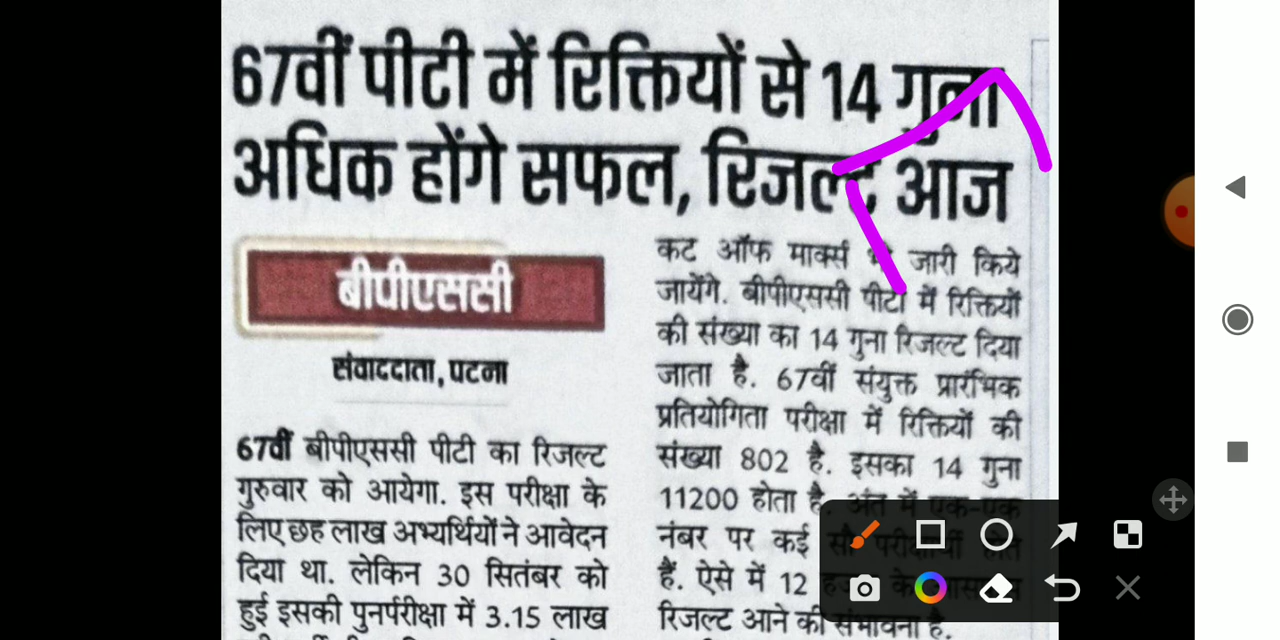 67वीं पीटी में रिक्तियों से 14 गुना
अधिक होंगे सफल, रिजल्ट आज
बीपीएससी
संवाददाता, पटना
67वीं बीपीएससी पीटी का रिजल्ट
गुरुवार को आयेगा. इस परीक्षा के
लिए छह लाख अभ्यर्थियों ने आवेदन
दिया था. लेकिन 30 सितंबर को
हुई इसकी पुनर्परीक्षा में 3.15 लाख
कट ऑफ मार्क्स जारी किये
जायेंगे. बीपीएससी पीटी में रिक्तियों
की संख्या का 14 गुना रिजल्ट दिया
जाता है. 67वीं संयुक्त प्रारंभिक
प्रतियोगिता परीक्षा में रिक्तियों की
संख्या 802 है. इसका 14 गुना
11200 होता है. अंत में एक-एक
नंबर पर कई सौ
हैं. ऐसे में 12
रिजल्ट आने की संभावना है.